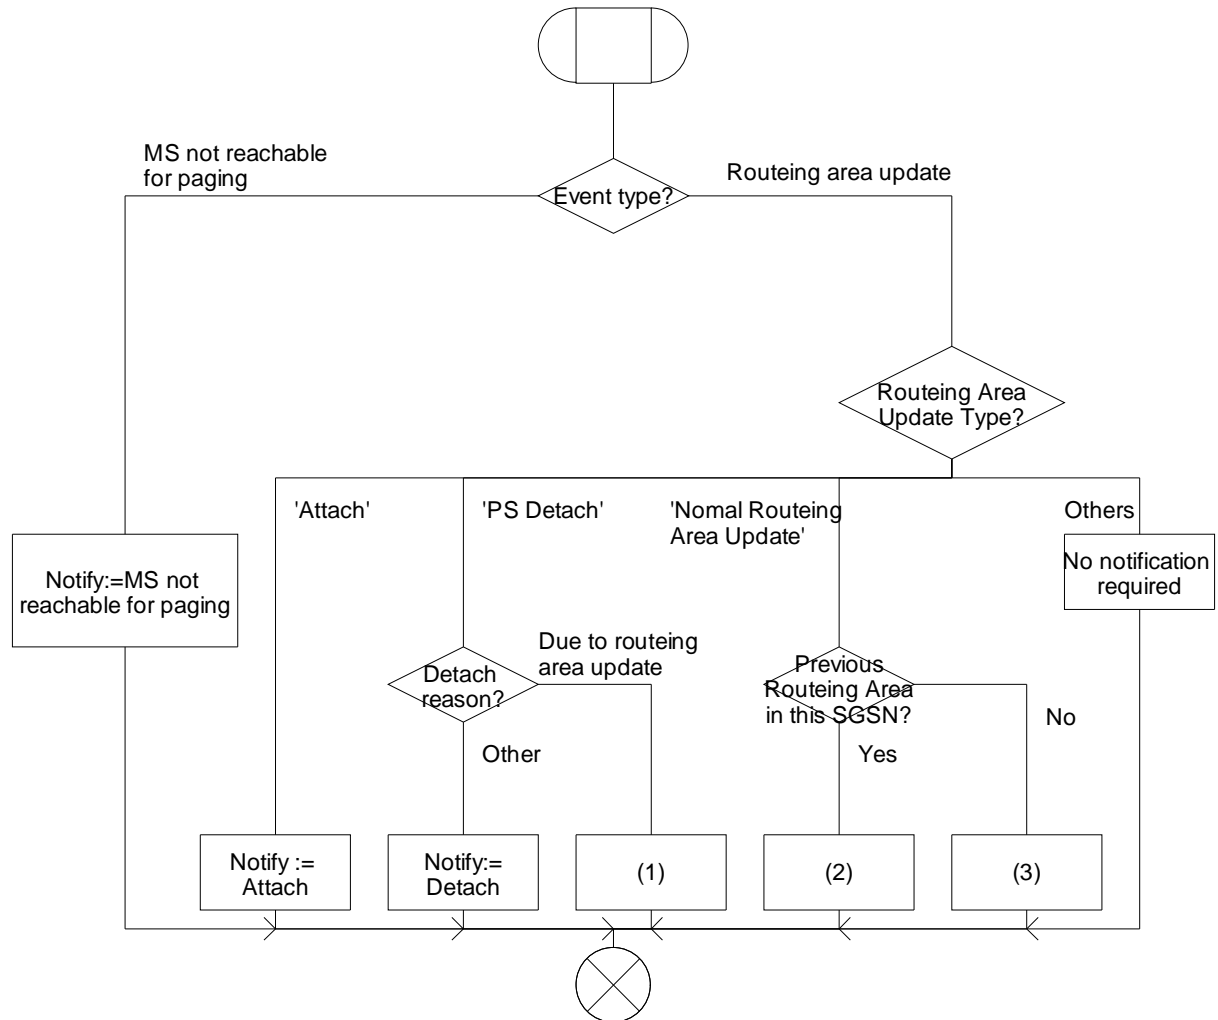 MS not reachable
for paging
Routeing area update
Event type?
Routeing Area
Update Type?
'Attach'
'PS Detach'
'Nomal Routeing
Area Update'
Others
Notify:=MS not
reachable for paging
No notification
required
Due to routeing
area update
Detach
reason?
Previous
Routeing Area
in this SGSN?
No
Other
Yes
Notify :=
Attach
Notify:=
Detach
(1)
(2)
(3)